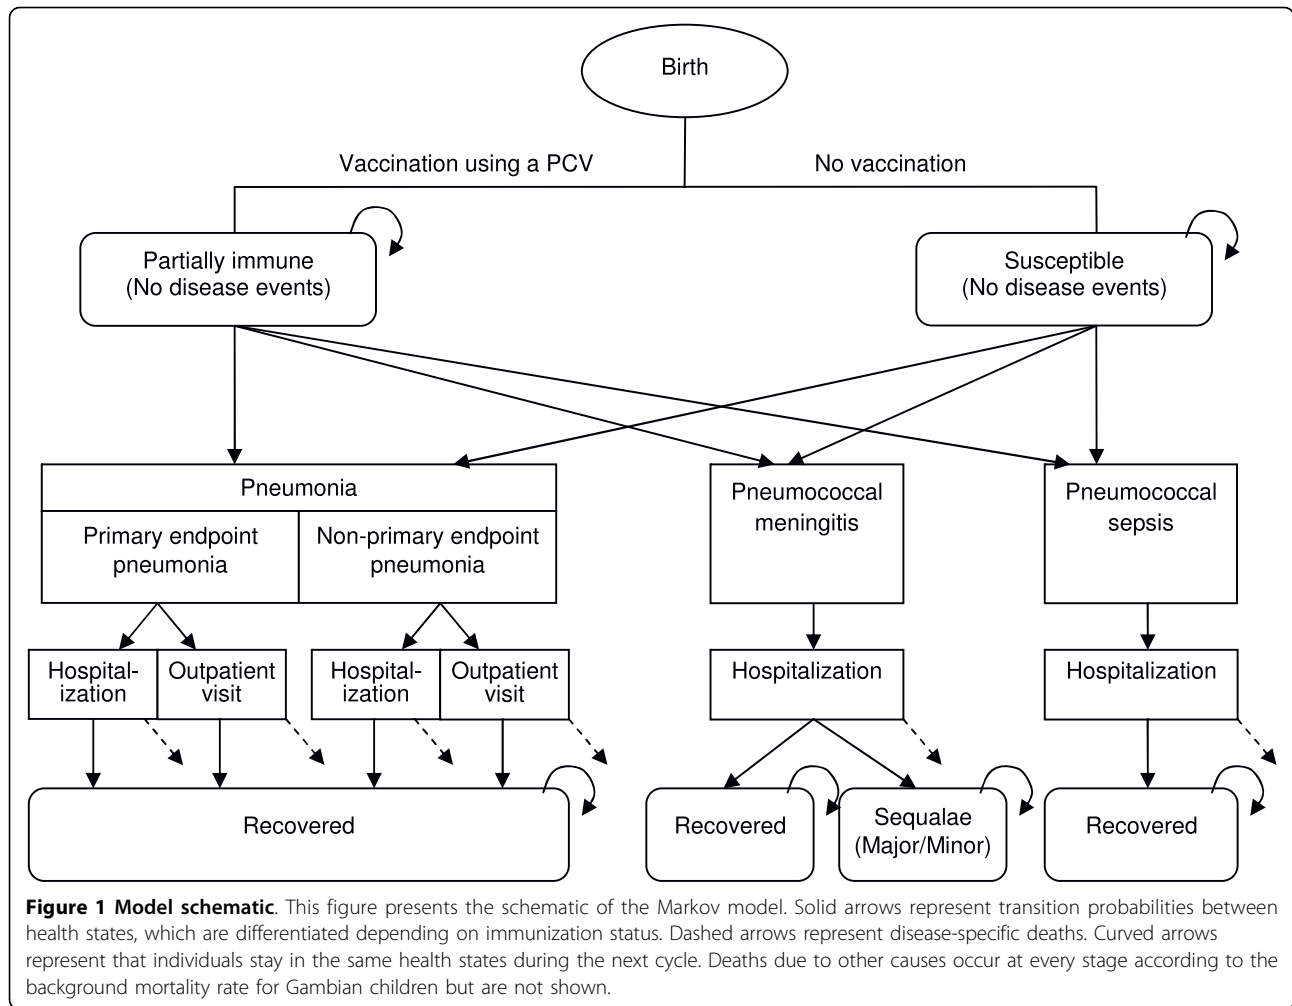 Birth
Vaccination using a PCV
No vaccination
Partially immune
(No disease events)
Susceptible
(No disease events)
Pneumonia
Primary endpoint
pneumonia
Non-primary endpoint
pneumonia
Pneumococcal
meningitis
Pneumococcal
sepsis
Hospital-
ization
Outpatient
visit
Hospital-
ization
Outpatient
visit
Hospitalization
Hospitalization
Recovered
Recovered
Sequalae
(Major/Minor)
Recovered
Figure 1 Model schematic. This figure presents the schematic of the Markov model. Solid arrows represent transition probabilities between
health states, which are differentiated depending on immunization status. Dashed arrows represent disease-specific deaths. Curved arrows
represent that individuals stay in the same health states during the next cycle. Deaths due to other causes occur at every stage according to the
background mortality rate for Gambian children but are not shown.